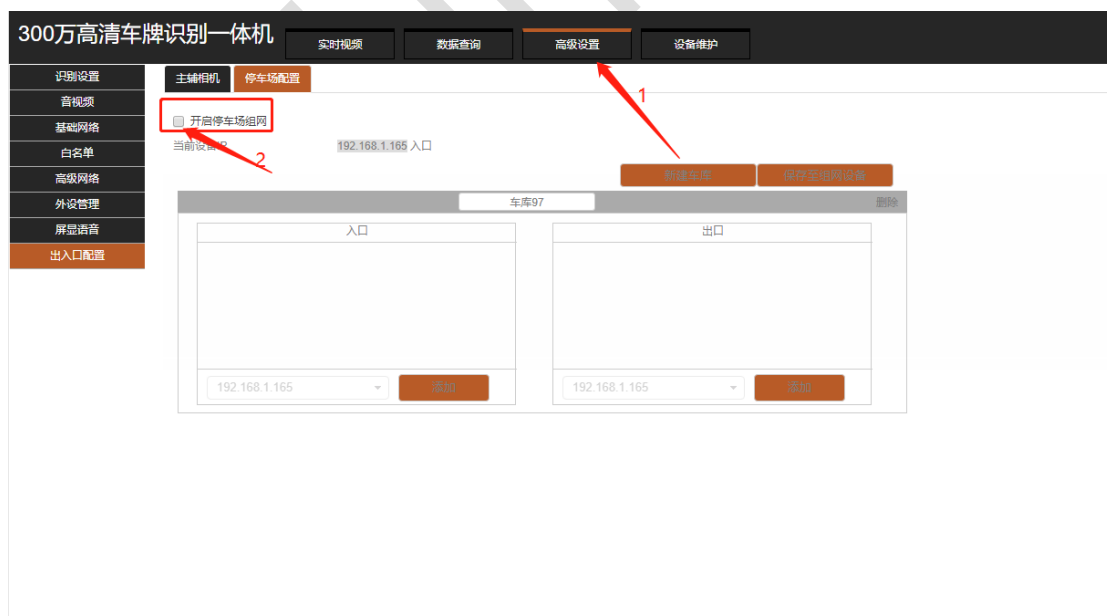 300万高清车牌识别一体机
实时视频 数据查询 高级设置 设备维护
识别设置
音视频
基础网络
白名单
高级网络
外设管理
屏显语音
出入口配置
主辅相机 停车场配置
1
开启停车场组网
当前设备IP 192.168.1.165 入口
2
新建车库 保存至组网设备
车库97 删除
入口 出口
192.168.1.165 添加 192.168.1.165 添加